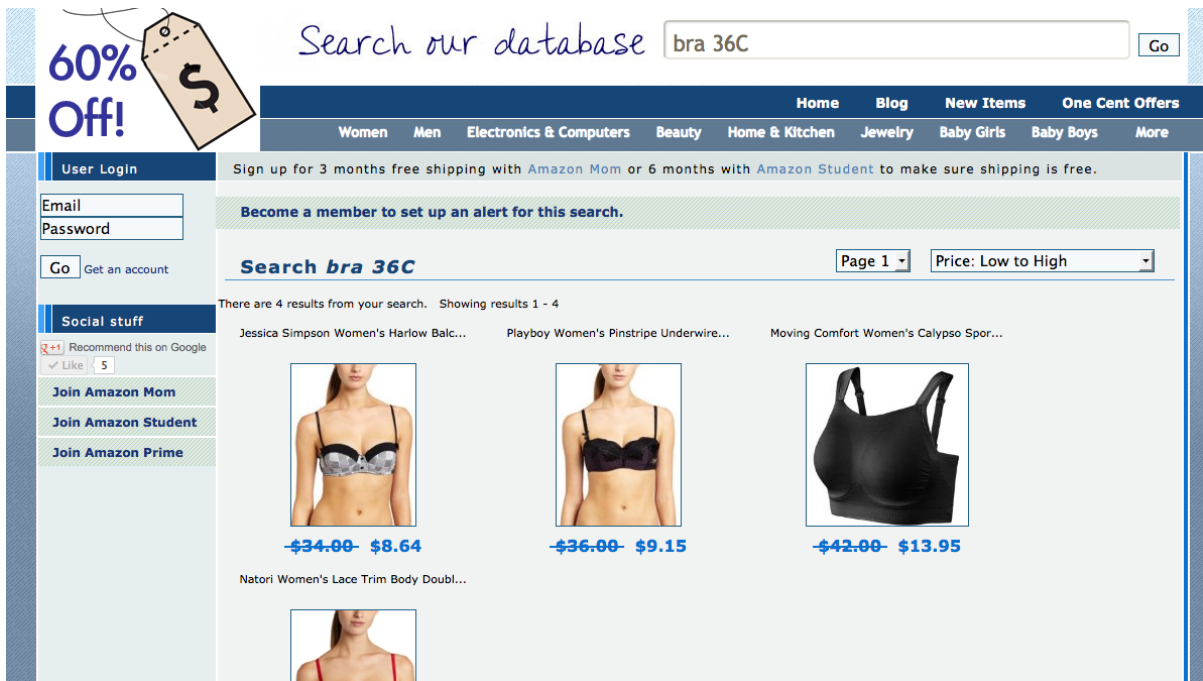 60%
Off!
$
Search our database
bra 36C
Go
Home Blog New Items One Cent Offers
Women Men Electronics & Computers Beauty Home & Kitchen Jewelry Baby Girls Baby Boys More
User Login
Email
Password
Go Get an account
Social stuff
+1 Recommend this on Google
Like 5
Join Amazon Mom
Join Amazon Student
Join Amazon Prime
Sign up for 3 months free shipping with Amazon Mom or 6 months with Amazon Student to make sure shipping is free.
Become a member to set up an alert for this search.
Search bra 36C
Page 1
Price: Low to High
There are 4 results from your search. Showing results 1 - 4
Jessica Simpson Women's Harlow Balc...
$34.00 $8.64
Playboy Women's Pinstripe Underwire...
$36.00 $9.15
Moving Comfort Women's Calypso Spor...
$42.00 $13.95
Natori Women's Lace Trim Body Doubl...